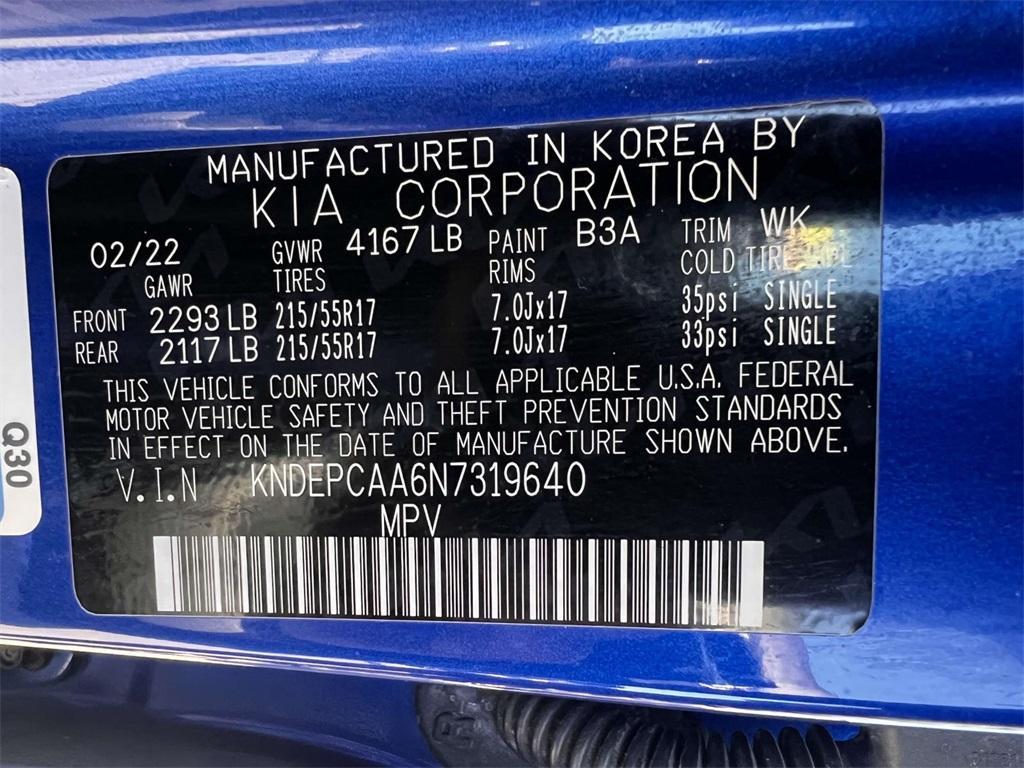 MANUFACTURED IN KOREA BY
KIA CORPORATION
02/22 GVWR 4167 LB PAINT B3A TRIM WK
GAWR TIRES RIMS COLD TIRE
FRONT 2293 LB 215/55R17 7.0Jx17 35psi SINGLE
REAR 2117 LB 215/55R17 7.0Jx17 33psi SINGLE
THIS VEHICLE CONFORMS TO ALL APPLICABLE U.S.A. FEDERAL
MOTOR VEHICLE SAFETY AND THEFT PREVENTION STANDARDS
IN EFFECT ON THE DATE OF MANUFACTURE SHOWN ABOVE.
V.I.N KNDEPCAA6N7319640
MPV
Q30